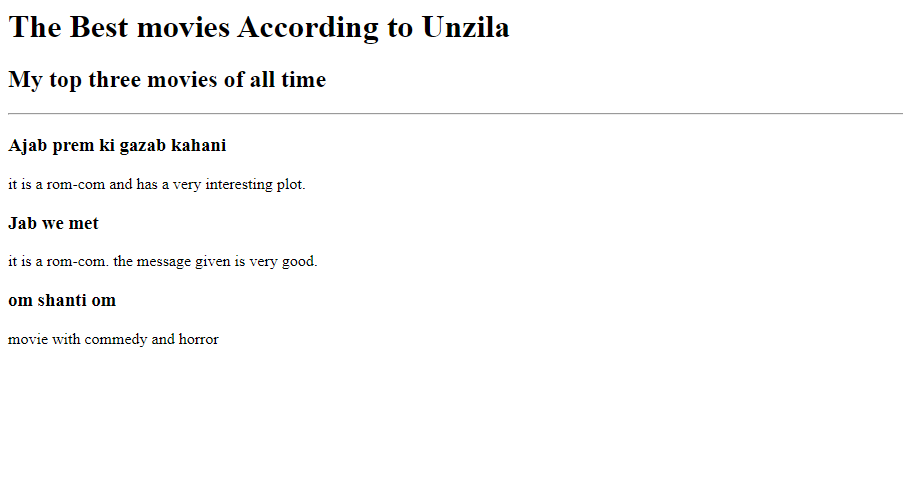 The Best movies According to Unzila
My top three movies of all time
Ajab prem ki gazab kahani
it is a rom-com and has a very interesting plot.
Jab we met
it is a rom-com. the message given is very good.
om shanti om
movie with commedy and horror